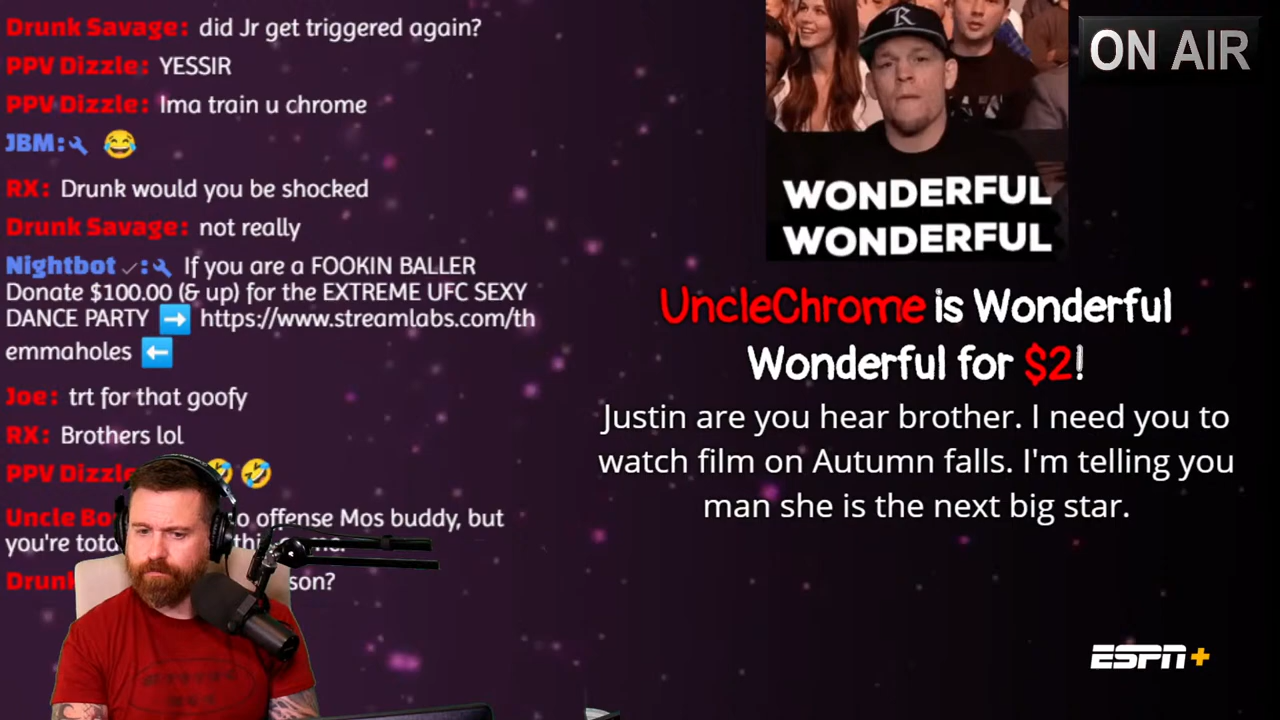 Drunk Savage: did Jr get triggered again?
PPV Dizzle: YESSIR
PPV Dizzle: Ima train u chrome
JBM: 😂
RX: Drunk would you be shocked
Drunk Savage: not really
Nightbot ✓: If you are a FOOKIN BALLER
Donate $100.00 (& up) for the EXTREME UFC SEXY
DANCE PARTY ➡️ https://www.streamlabs.com/th
emmaholes ⬅️
Joe: trt for that goofy
RX: Brothers lol
PPV Dizzle 🤣 🤣
Uncle Bo o offense Mos buddy, but
you're
Drunk son?
R
WONDERFUL
WONDERFUL
ON AIR
UncleChrome is Wonderful
Wonderful for $2!
Justin are you hear brother. I need you to
watch film on Autumn falls. I'm telling you
man she is the next big star.
ESPN+